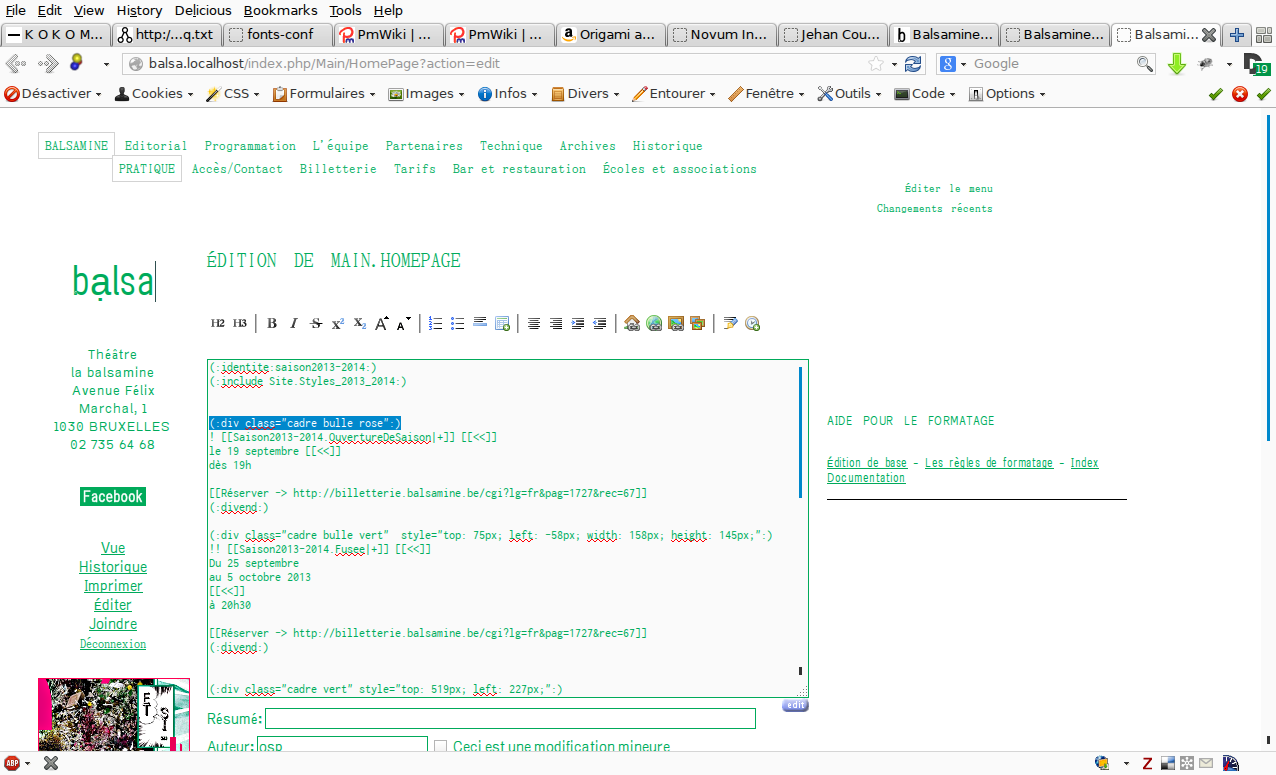 File Edit View History Delicious Bookmarks Tools Help
K O K O M... http:/...q.txt fonts-conf PmWiki | ... PmWiki | ... Origami a... Novum In... Jehan Cou... Balsamine... Balsamine... Balsami...
balsa.localhost/index.php/Main/HomePage?action=edit Google 19
Désactiver Cookies CSS Formulaires Images Infos Divers Entourer Fenêtre Outils Code Options
BALSAMINE Editorial Programmation L'équipe Partenaires Technique Archives Historique
PRATIQUE Accès/Contact Billetterie Tarifs Bar et restauration Écoles et associations
Éditer le menu
Changements récents
balsa
ÉDITION DE MAIN.HOMEPAGE
H2 H3 B I S x2 x2 A A
Théâtre
la balsamine
Avenue Félix
Marchal, 1
1030 BRUXELLES
02 735 64 68
Facebook
Vue
Historique
Imprimer
Éditer
Joindre
Déconnexion
(:identite:saison2013-2014:)
(:include Site.Styles_2013_2014:)
(:div class="cadre bulle rose":)
! [[Saison2013-2014.OuvertureDeSaison|+]] [[<<]]
le 19 septembre [[<<]]
dès 19h
[[Réserver -> http://billetterie.balsamine.be/cgi?lg=fr&pag=1727&rec=67]]
(:divend:)
(:div class="cadre bulle vert"  style="top: 75px; left: -58px; width: 158px; height: 145px;":)
!! [[Saison2013-2014.Fusee|+]] [[<<]]
Du 25 septembre
au 5 octobre 2013
[[<<]]
à 20h30
[[Réserver -> http://billetterie.balsamine.be/cgi?lg=fr&pag=1727&rec=67]]
(:divend:)
(:div class="cadre vert" style="top: 519px; left: 227px;":)
edit
AIDE POUR LE FORMATAGE
Édition de base - Les règles de formatage - Index
Documentation
Résumé:
Auteur: osp Ceci est une modification mineure
ABP